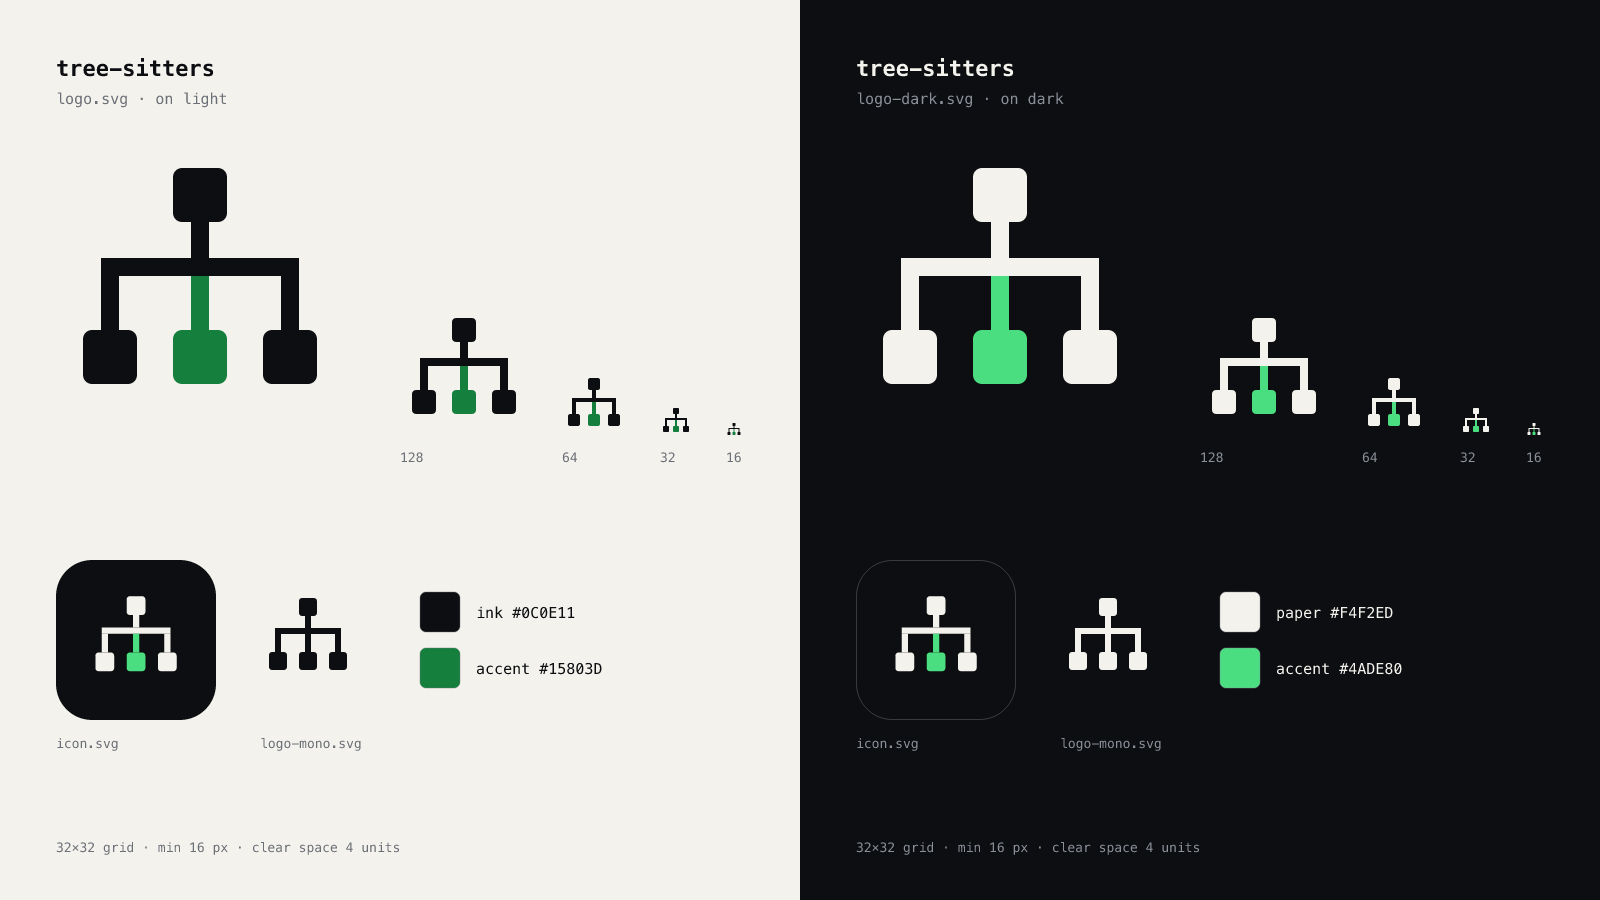 tree-sitters
logo.svg · on light
128 64 32 16
ink #0C0E11
accent #15803D
icon.svg logo-mono.svg
32×32 grid · min 16 px · clear space 4 units
tree-sitters
logo-dark.svg · on dark
128 64 32 16
paper #F4F2ED
accent #4ADE80
icon.svg logo-mono.svg
32×32 grid · min 16 px · clear space 4 units